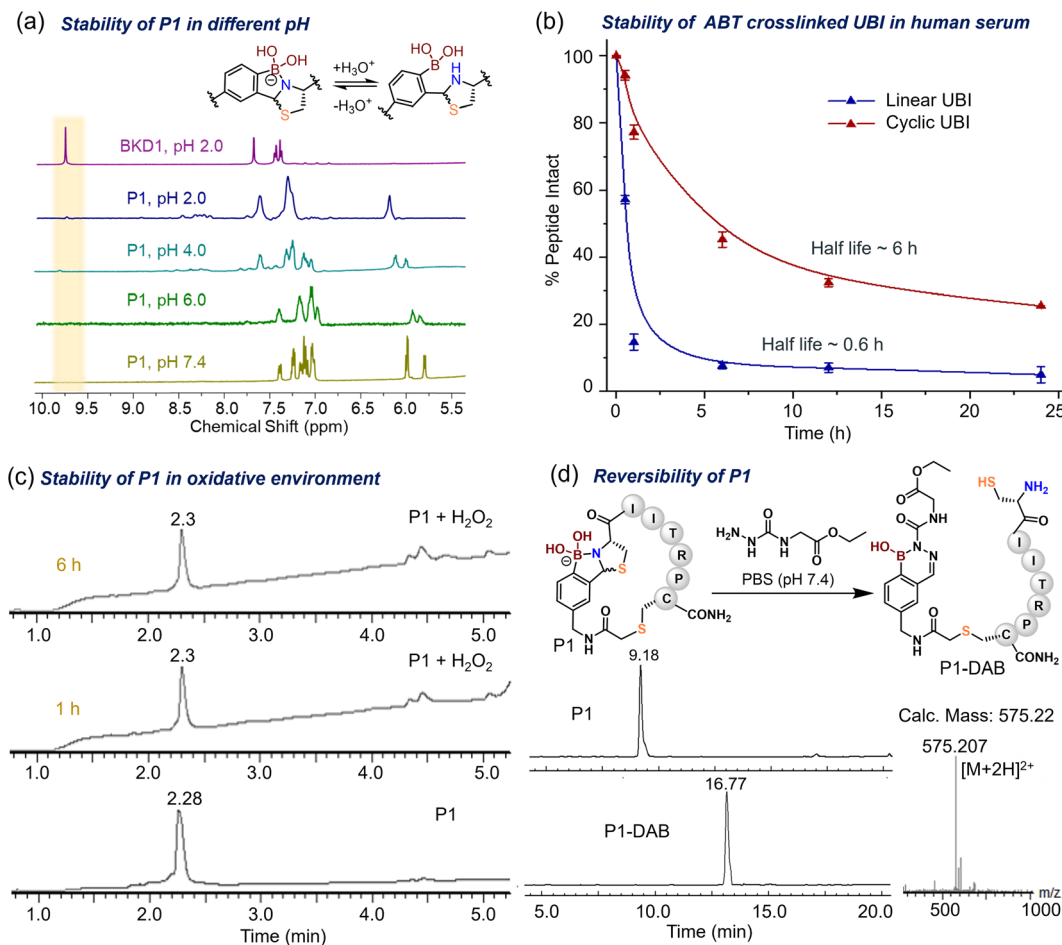 (a) Stability of P1 in different pH
HO OH
B
⊖
N
S
+H₃O⁺
-H₃O⁺
HO OH
B
H
N
S
BKD1, pH 2.0
P1, pH 2.0
P1, pH 4.0
P1, pH 6.0
P1, pH 7.4
10.0 9.5 9.0 8.5 8.0 7.5 7.0 6.5 6.0 5.5
Chemical Shift (ppm)
(b) Stability of ABT crosslinked UBI in human serum
100
80
60
40
20
0
% Peptide Intact
Linear UBI
Cyclic UBI
Half life ~ 6 h
Half life ~ 0.6 h
0 5 10 15 20 25
Time (h)
(c) Stability of P1 in oxidative environment
2.3
P1 + H₂O₂
6 h
1.0 2.0 3.0 4.0 5.0
2.3
P1 + H₂O₂
1 h
1.0 2.0 3.0 4.0 5.0
2.28
P1
1.0 2.0 3.0 4.0 5.0
Time (min)
(d) Reversibility of P1
O I I T R P C
HO OH
B N
⊖
S
O
NH
S
CONH₂
P1
H₂N N H O N H O O
PBS (pH 7.4)
O O
NH
O N
HO B N
NH
O
S
HS NH₂
O
I I T R P C
CONH₂
P1-DAB
9.18
P1
Calc. Mass: 575.22
575.207
[M+2H]²⁺
16.77
P1-DAB
5.0 10.0 15.0 20.0
Time (min)
500 1000
m/z